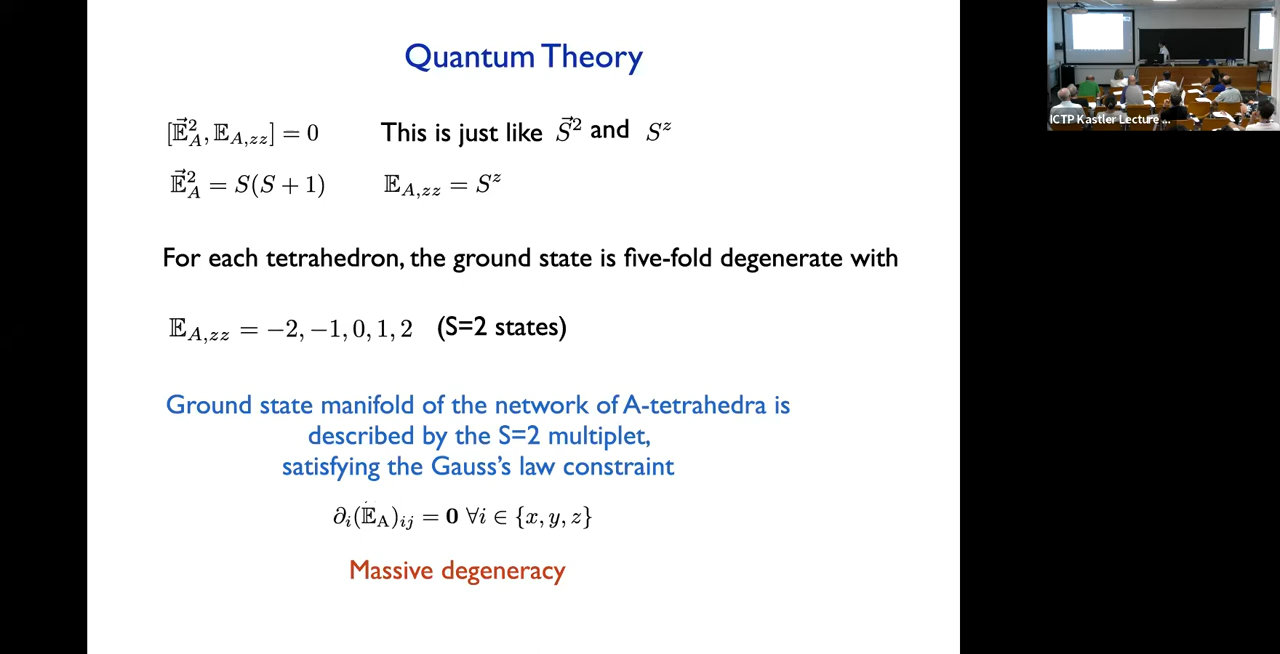 Quantum Theory
[𝔼⃗²_A, 𝔼_{A,zz}] = 0 This is just like S⃗² and S^z
𝔼⃗²_A = S(S + 1) 𝔼_{A,zz} = S^z
For each tetrahedron, the ground state is five-fold degenerate with
𝔼_{A,zz} = −2, −1, 0, 1, 2 (S=2 states)
Ground state manifold of the network of A-tetrahedra is
described by the S=2 multiplet,
satisfying the Gauss's law constraint
∂_i(𝔼_A)_{ij} = 0 ∀i ∈ {x, y, z}
Massive degeneracy
ICTP Kastler Lecture ...